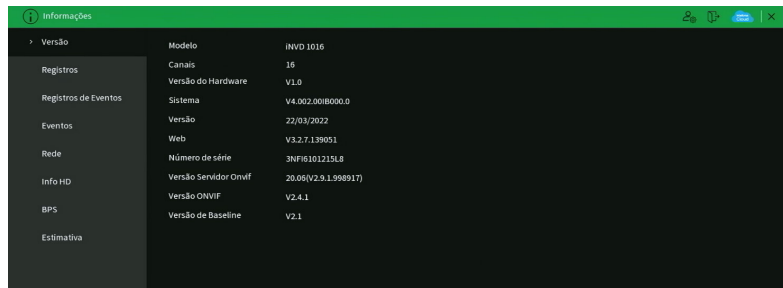 Informações
Versão
Registros
Registros de Eventos
Eventos
Rede
Info HD
BPS
Estimativa
Modelo iNVD 1016
Canais 16
Versão do Hardware V1.0
Sistema V4.002.00IB000.0
Versão 22/03/2022
Web V3.2.7.139051
Número de série 3NFI6101215L8
Versão Servidor Onvif 20.06(V2.9.1.998917)
Versão ONVIF V2.4.1
Versão de Baseline V2.1